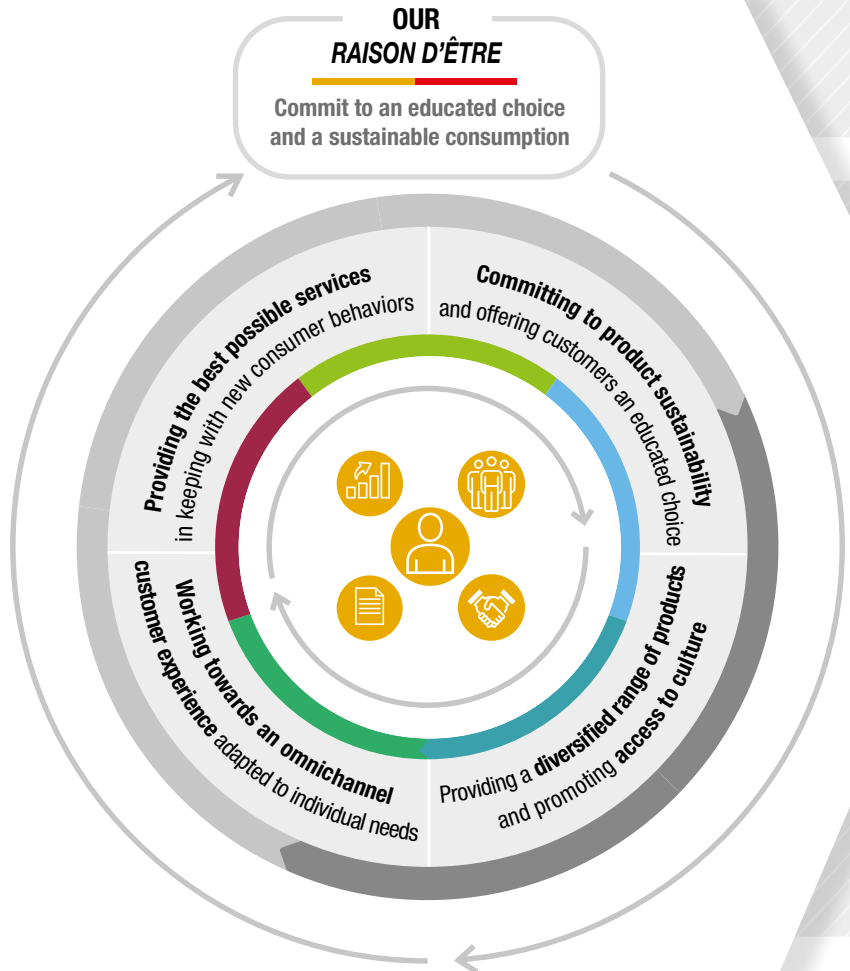 OUR
RAISON D'ÊTRE
Commit to an educated choice
and a sustainable consumption
Providing the best possible services
in keeping with new consumer behaviors
Committing to product sustainability
and offering customers an educated choice
Working towards an omnichannel
customer experience adapted to individual needs
Providing a diversified range of products
and promoting access to culture